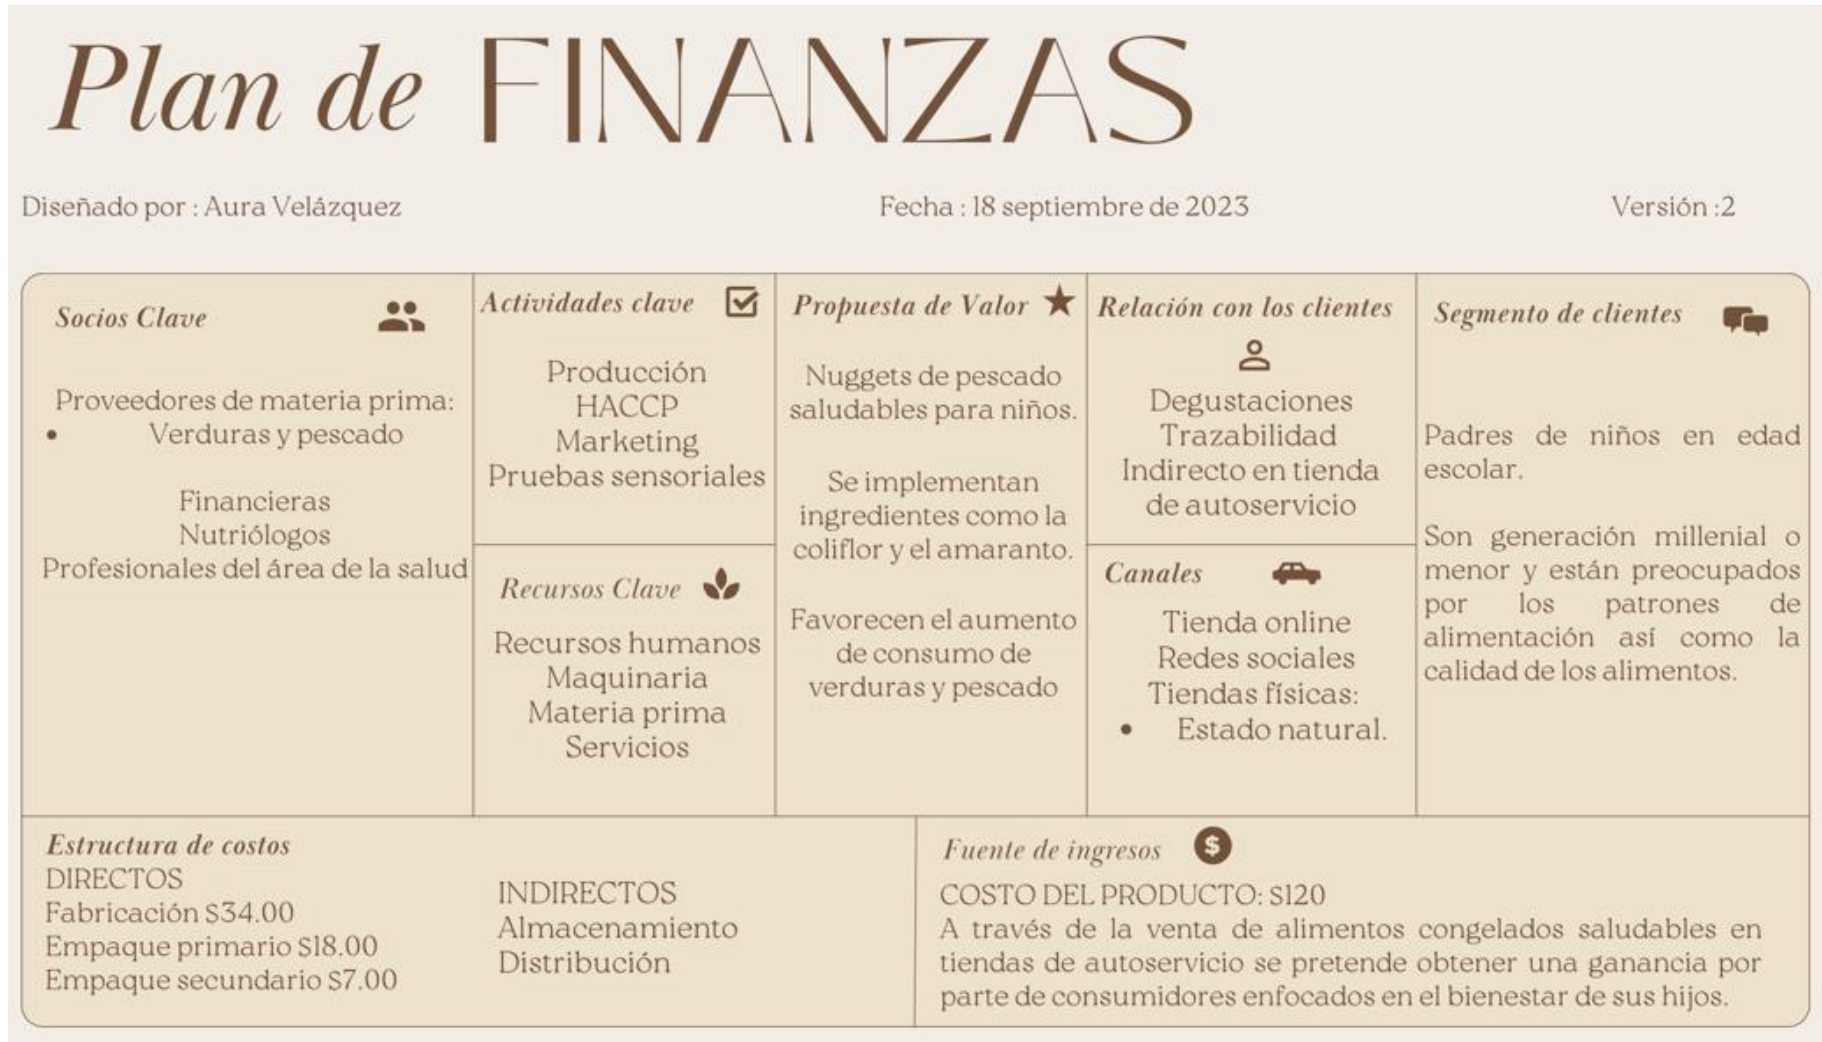 Plan de FINANZAS
Diseñado por : Aura Velázquez
Fecha : 18 septiembre de 2023
Versión :2
Socios Clave
Proveedores de materia prima:
• Verduras y pescado
Financieras
Nutriólogos
Profesionales del área de la salud
Actividades clave
Producción
HACCP
Marketing
Pruebas sensoriales
Recursos Clave
Recursos humanos
Maquinaria
Materia prima
Servicios
Propuesta de Valor
Nuggets de pescado
saludables para niños.
Se implementan
ingredientes como la
coliflor y el amaranto.
Favorecen el aumento
de consumo de
verduras y pescado
Relación con los clientes
Degustaciones
Trazabilidad
Indirecto en tienda
de autoservicio
Canales
Tienda online
Redes sociales
Tiendas físicas:
• Estado natural.
Segmento de clientes
Padres de niños en edad
escolar.
Son generación millenial o
menor y están preocupados
por los patrones de
alimentación así como la
calidad de los alimentos.
Estructura de costos
DIRECTOS
Fabricación $34.00
Empaque primario $18.00
Empaque secundario $7.00
INDIRECTOS
Almacenamiento
Distribución
Fuente de ingresos
$
COSTO DEL PRODUCTO: $120
A través de la venta de alimentos congelados saludables en
tiendas de autoservicio se pretende obtener una ganancia por
parte de consumidores enfocados en el bienestar de sus hijos.